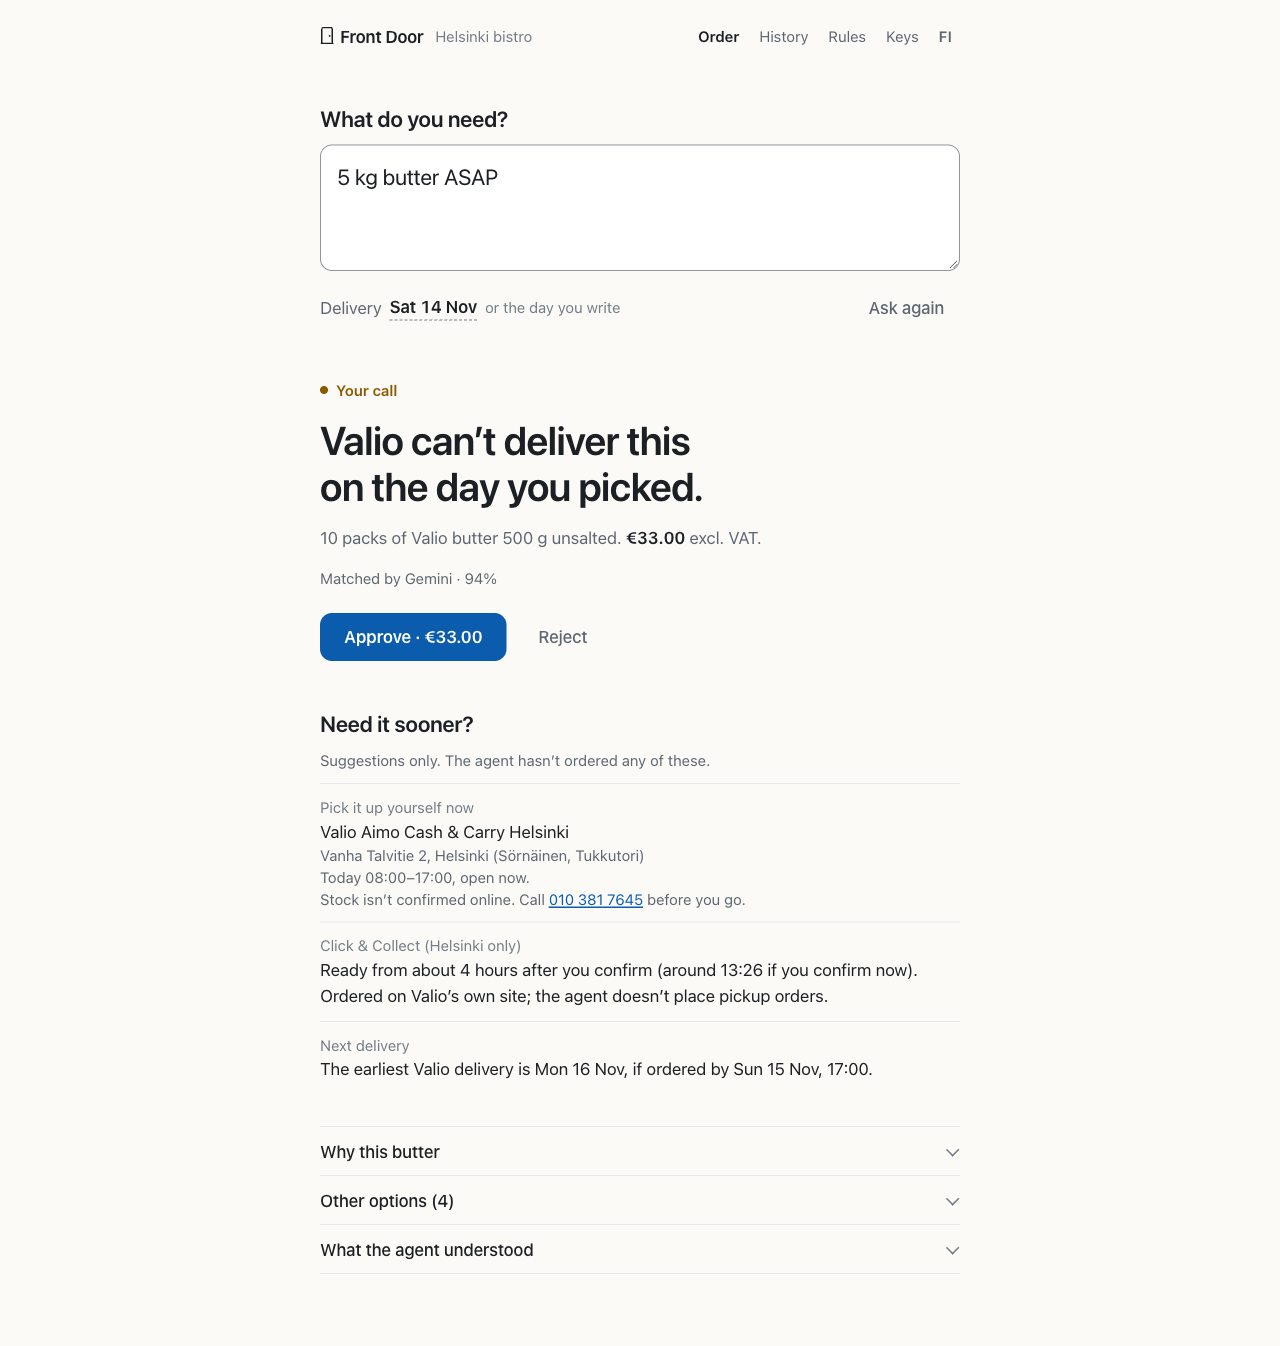 Front Door Helsinki bistro Order History Rules Keys FI
What do you need?
5 kg butter ASAP
Delivery Sat 14 Nov or the day you write Ask again
Your call
Valio can’t deliver this
on the day you picked.
10 packs of Valio butter 500 g unsalted. €33.00 excl. VAT.
Matched by Gemini · 94%
Approve · €33.00 Reject
Need it sooner?
Suggestions only. The agent hasn’t ordered any of these.
Pick it up yourself now
Valio Aimo Cash & Carry Helsinki
Vanha Talvitie 2, Helsinki (Sörnäinen, Tukkutori)
Today 08:00–17:00, open now.
Stock isn’t confirmed online. Call 010 381 7645 before you go.
Click & Collect (Helsinki only)
Ready from about 4 hours after you confirm (around 13:26 if you confirm now).
Ordered on Valio’s own site; the agent doesn’t place pickup orders.
Next delivery
The earliest Valio delivery is Mon 16 Nov, if ordered by Sun 15 Nov, 17:00.
Why this butter
Other options (4)
What the agent understood